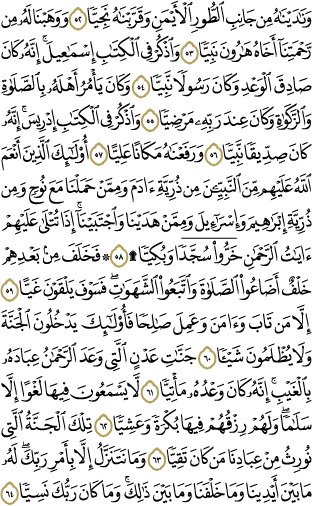 وَنَٰدَيْنَٰهُ مِن جَانِبِ ٱلطُّورِ ٱلْأَيْمَنِ وَقَرَّبْنَٰهُ نَجِيًّا ٥٢ وَوَهَبْنَا لَهُۥ مِن
رَّحْمَتِنَآ أَخَاهُ هَٰرُونَ نَبِيًّا ٥٣ وَٱذْكُرْ فِى ٱلْكِتَٰبِ إِسْمَٰعِيلَ ۚ إِنَّهُۥ كَانَ
صَادِقَ ٱلْوَعْدِ وَكَانَ رَسُولًا نَّبِيًّا ٥٤ وَكَانَ يَأْمُرُ أَهْلَهُۥ بِٱلصَّلَوٰةِ
وَٱلزَّكَوٰةِ وَكَانَ عِندَ رَبِّهِۦ مَرْضِيًّا ٥٥ وَٱذْكُرْ فِى ٱلْكِتَٰبِ إِدْرِيسَ ۚ إِنَّهُۥ
كَانَ صِدِّيقًا نَّبِيًّا ٥٦ وَرَفَعْنَٰهُ مَكَانًا عَلِيًّا ٥٧ أُو۟لَٰٓئِكَ ٱلَّذِينَ أَنْعَمَ
ٱللَّهُ عَلَيْهِم مِّنَ ٱلنَّبِيِّـۧنَ مِن ذُرِّيَّةِ ءَادَمَ وَمِمَّنْ حَمَلْنَا مَعَ نُوحٍ وَمِن
ذُرِّيَّةِ إِبْرَٰهِيمَ وَإِسْرَٰٓءِيلَ وَمِمَّنْ هَدَيْنَا وَٱجْتَبَيْنَآ ۚ إِذَا تُتْلَىٰ عَلَيْهِمْ
ءَايَٰتُ ٱلرَّحْمَٰنِ خَرُّوا۟ سُجَّدًا وَبُكِيًّا ۩ ٥٨ ۞ فَخَلَفَ مِنۢ بَعْدِهِمْ
خَلْفٌ أَضَاعُوا۟ ٱلصَّلَوٰةَ وَٱتَّبَعُوا۟ ٱلشَّهَوَٰتِ ۖ فَسَوْفَ يَلْقَوْنَ غَيًّا ٥٩
إِلَّا مَن تَابَ وَءَامَنَ وَعَمِلَ صَٰلِحًا فَأُو۟لَٰٓئِكَ يَدْخُلُونَ ٱلْجَنَّةَ
وَلَا يُظْلَمُونَ شَيْـًٔا ٦٠ جَنَّٰتِ عَدْنٍ ٱلَّتِى وَعَدَ ٱلرَّحْمَٰنُ عِبَادَهُۥ
بِٱلْغَيْبِ ۚ إِنَّهُۥ كَانَ وَعْدُهُۥ مَأْتِيًّا ٦١ لَّا يَسْمَعُونَ فِيهَا لَغْوًا إِلَّا
سَلَٰمًا ۖ وَلَهُمْ رِزْقُهُمْ فِيهَا بُكْرَةً وَعَشِيًّا ٦٢ تِلْكَ ٱلْجَنَّةُ ٱلَّتِى
نُورِثُ مِنْ عِبَادِنَا مَن كَانَ تَقِيًّا ٦٣ وَمَا نَتَنَزَّلُ إِلَّا بِأَمْرِ رَبِّكَ ۖ لَهُۥ
مَا بَيْنَ أَيْدِينَا وَمَا خَلْفَنَا وَمَا بَيْنَ ذَٰلِكَ ۚ وَمَا كَانَ رَبُّكَ نَسِيًّا ٦٤